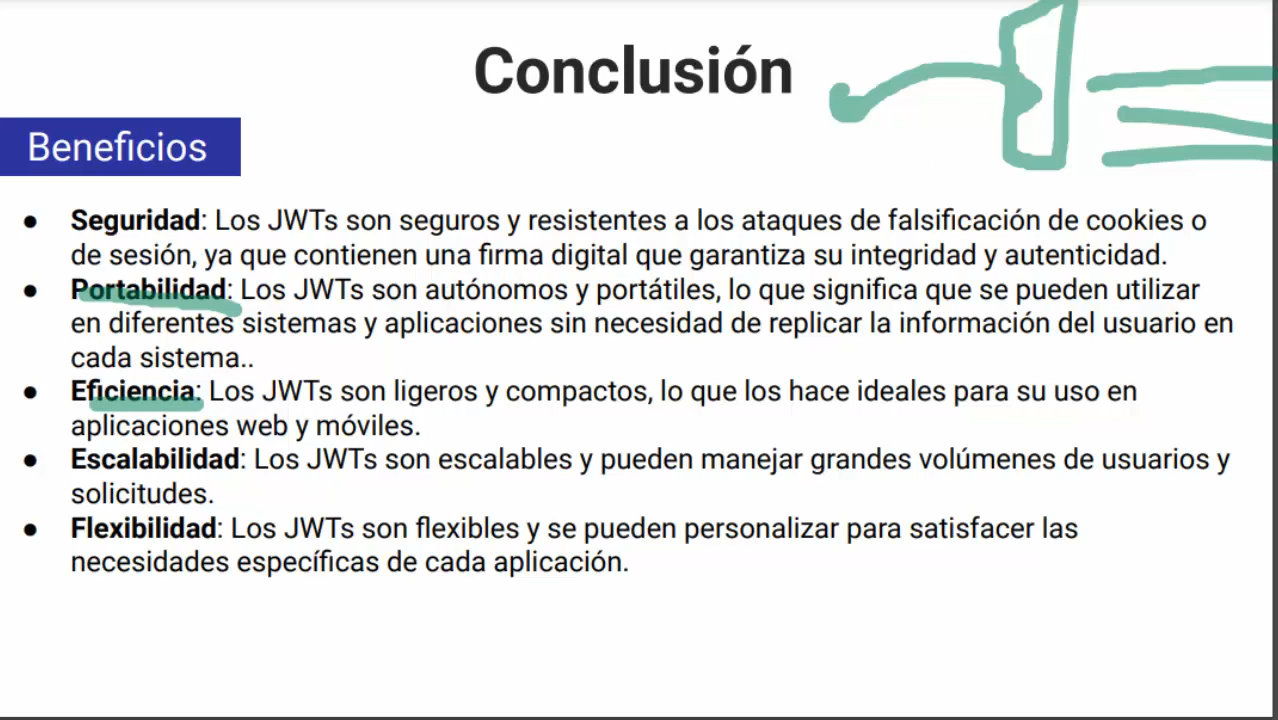 Conclusión
Beneficios
● Seguridad: Los JWTs son seguros y resistentes a los ataques de falsificación de cookies o
de sesión, ya que contienen una firma digital que garantiza su integridad y autenticidad.
● Portabilidad: Los JWTs son autónomos y portátiles, lo que significa que se pueden utilizar
en diferentes sistemas y aplicaciones sin necesidad de replicar la información del usuario en
cada sistema..
● Eficiencia: Los JWTs son ligeros y compactos, lo que los hace ideales para su uso en
aplicaciones web y móviles.
● Escalabilidad: Los JWTs son escalables y pueden manejar grandes volúmenes de usuarios y
solicitudes.
● Flexibilidad: Los JWTs son flexibles y se pueden personalizar para satisfacer las
necesidades específicas de cada aplicación.